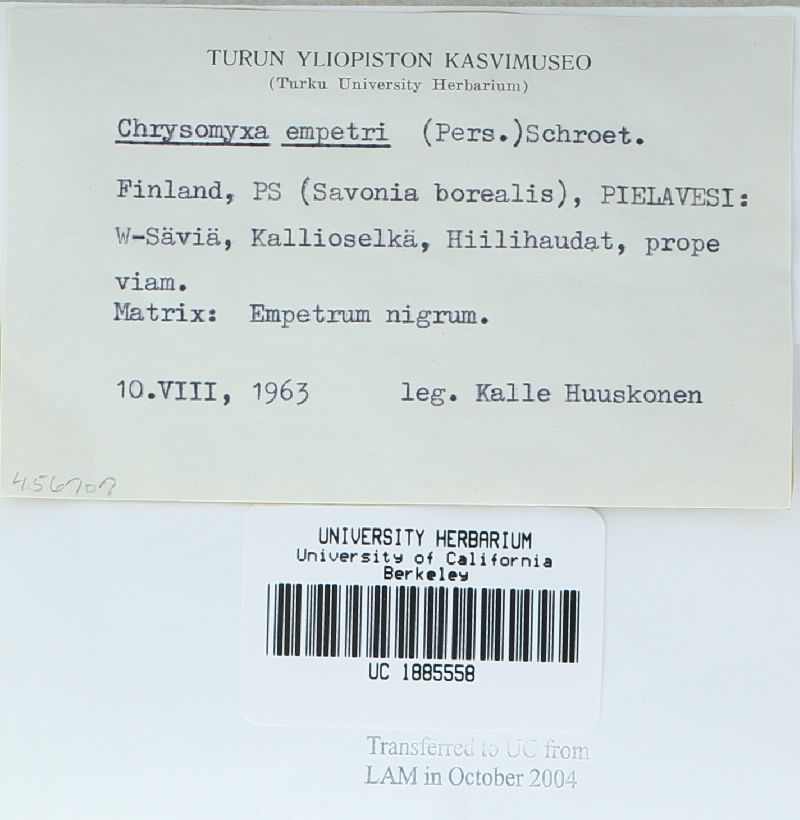 TURUN YLIOPISTON KASVIMUSEO
(Turku University Herbarium)
Chrysomyxa empetri (Pers.)Schroet.
Finland, PS (Savonia borealis), PIELAVESI:
W-Säviä, Kallioselkä, Hiilihaudat, prope
viam.
Matrix: Empetrum nigrum.
10.VIII, 1963 leg. Kalle Huuskonen
456707
UNIVERSITY HERBARIUM
University of California
Berkeley
UC 1885558
Transferred to UC from
LAM in October 2004